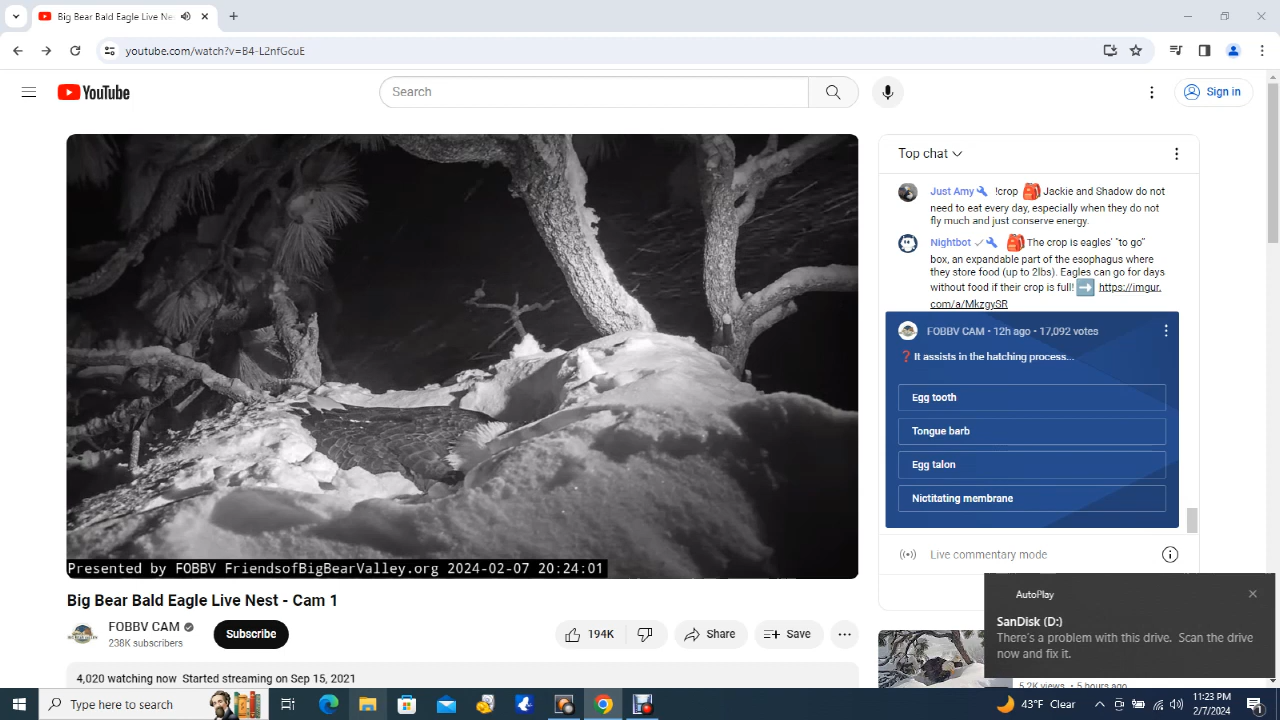 Big Bear Bald Eagle Live Ne
youtube.com/watch?v=B4-L2nfGcuE
YouTube
Search
Sign in
Top chat
Just Amy !crop Jackie and Shadow do not
need to eat every day, especially when they do not
fly much and just conserve energy.
Nightbot The crop is eagles' "to go"
box, an expandable part of the esophagus where
they store food (up to 2lbs). Eagles can go for days
without food if their crop is full! https://imgur.
com/a/MkzgySR
FOBBV CAM • 12h ago • 17,092 votes
It assists in the hatching process...
Egg tooth
Tongue barb
Egg talon
Nictitating membrane
Live commentary mode
Presented by FOBBV FriendsofBigBearValley.org 2024-02-07 20:24:01
Big Bear Bald Eagle Live Nest - Cam 1
FOBBV CAM
238K subscribers
Subscribe
194K
Share
Save
4,020 watching now Started streaming on Sep 15, 2021
AutoPlay
SanDisk (D:)
There's a problem with this drive. Scan the drive
now and fix it.
5.2K views • 5 hours ago
Type here to search
43°F Clear
11:23 PM
2/7/2024
1